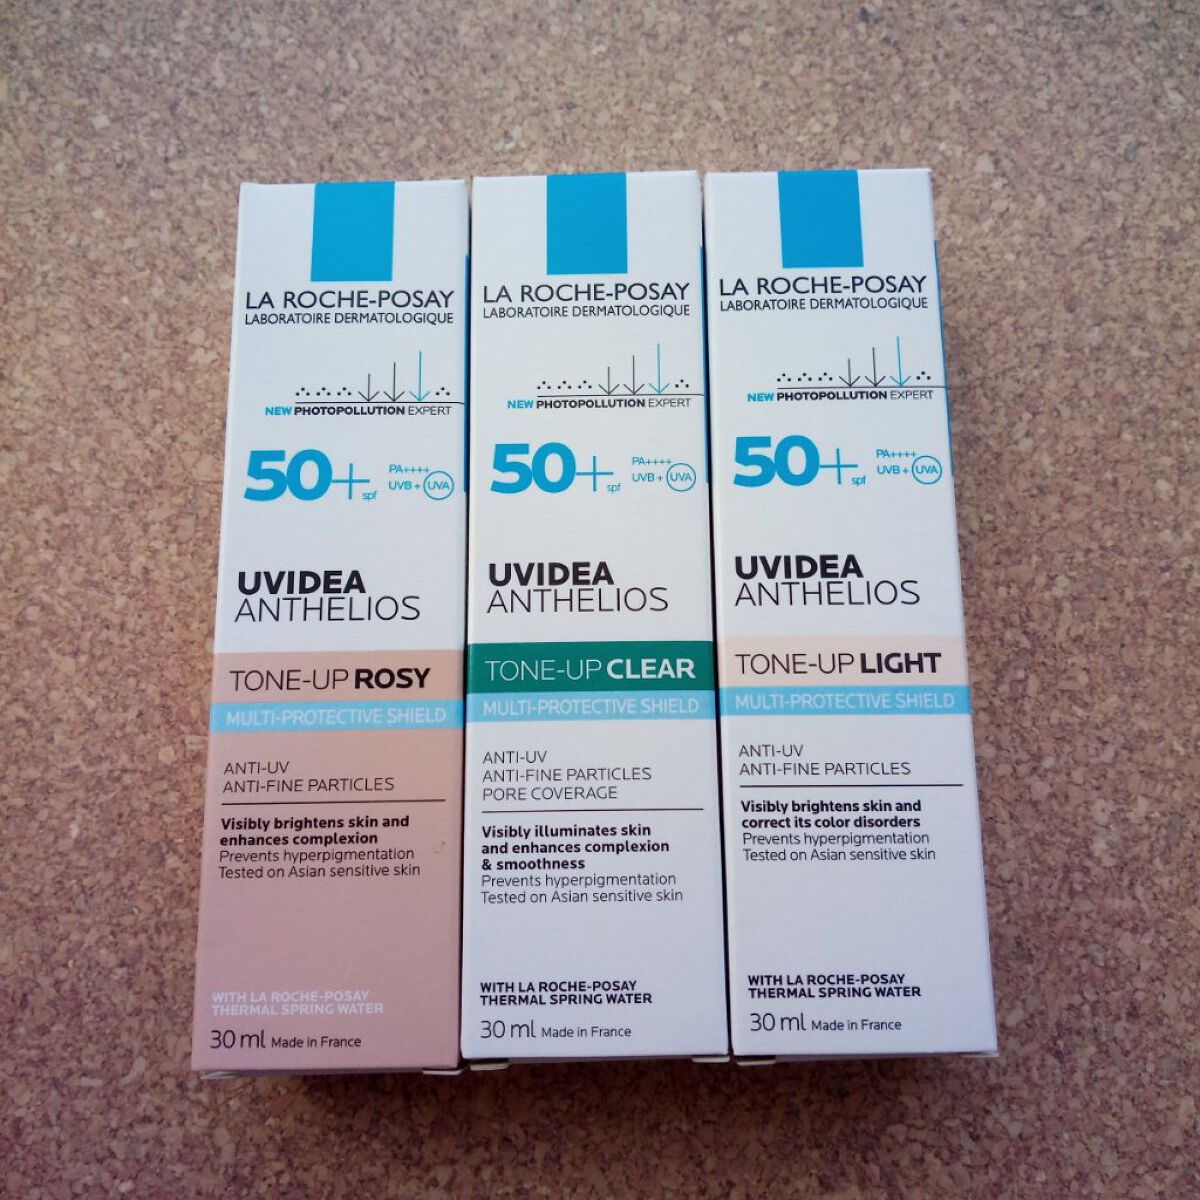 LA ROCHE-POSAY
LABORATOIRE DERMATOLOGIQUE
NEW PHOTOPOLLUTION EXPERT
50+ spf
PA++++
UVB + UVA
UVIDEA
ANTHELIOS
TONE-UP ROSY
MULTI-PROTECTIVE SHIELD
ANTI-UV
ANTI-FINE PARTICLES
Visibly brightens skin and
enhances complexion
Prevents hyperpigmentation
Tested on Asian sensitive skin
WITH LA ROCHE-POSAY
THERMAL SPRING WATER
30 ml Made in France
LA ROCHE-POSAY
LABORATOIRE DERMATOLOGIQUE
NEW PHOTOPOLLUTION EXPERT
50+ spf
PA++++
UVB + UVA
UVIDEA
ANTHELIOS
TONE-UP CLEAR
MULTI-PROTECTIVE SHIELD
ANTI-UV
ANTI-FINE PARTICLES
PORE COVERAGE
Visibly illuminates skin
and enhances complexion
& smoothness
Prevents hyperpigmentation
Tested on Asian sensitive skin
WITH LA ROCHE-POSAY
THERMAL SPRING WATER
30 ml Made in France
LA ROCHE-POSAY
LABORATOIRE DERMATOLOGIQUE
NEW PHOTOPOLLUTION EXPERT
50+ spf
PA++++
UVB + UVA
UVIDEA
ANTHELIOS
TONE-UP LIGHT
MULTI-PROTECTIVE SHIELD
ANTI-UV
ANTI-FINE PARTICLES
Visibly brightens skin and
correct its color disorders
Prevents hyperpigmentation
Tested on Asian sensitive skin
WITH LA ROCHE-POSAY
THERMAL SPRING WATER
30 ml Made in France